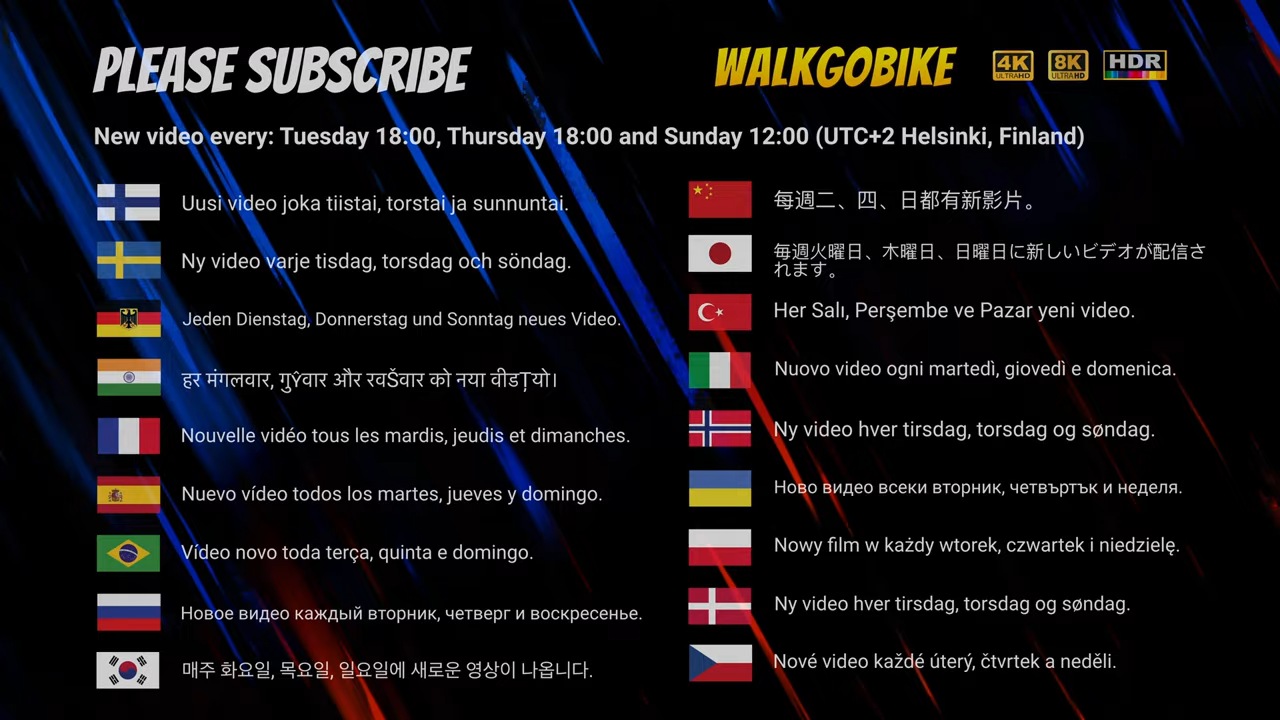 PLEASE SUBSCRIBE
WALKGOBIKE
4K ULTRA HD
8K ULTRA HD
HDR
New video every: Tuesday 18:00, Thursday 18:00 and Sunday 12:00 (UTC+2 Helsinki, Finland)
Uusi video joka tiistai, torstai ja sunnuntai.
Ny video varje tisdag, torsdag och söndag.
Jeden Dienstag, Donnerstag und Sonntag neues Video.
हर मंगलवार, गुŶवार और रवŠवार को नया वीडȚयो।
Nouvelle vidéo tous les mardis, jeudis et dimanches.
Nuevo vídeo todos los martes, jueves y domingo.
Vídeo novo toda terça, quinta e domingo.
Новое видео каждый вторник, четверг и воскресенье.
매주 화요일, 목요일, 일요일에 새로운 영상이 나옵니다.
每週二、四、日都有新影片。
毎週火曜日、木曜日、日曜日に新しいビデオが配信さ
れます。
Her Salı, Perşembe ve Pazar yeni video.
Nuovo video ogni martedì, giovedì e domenica.
Ny video hver tirsdag, torsdag og søndag.
Ново видео всеки вторник, четвъртък и неделя.
Nowy film w każdy wtorek, czwartek i niedzielę.
Ny video hver tirsdag, torsdag og søndag.
Nové video každé úterý, čtvrtek a neděli.